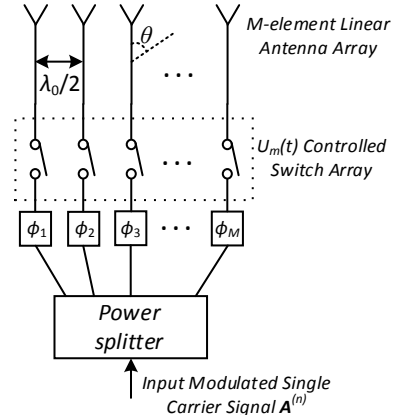 M-element Linear
Antenna Array
θ
λ₀/2
. . .
Uₘ(t) Controlled
Switch Array
. . .
ϕ₁ ϕ₂ ϕ₃ . . . ϕM
Power
splitter
Input Modulated Single
Carrier Signal A⁽ⁿ⁾